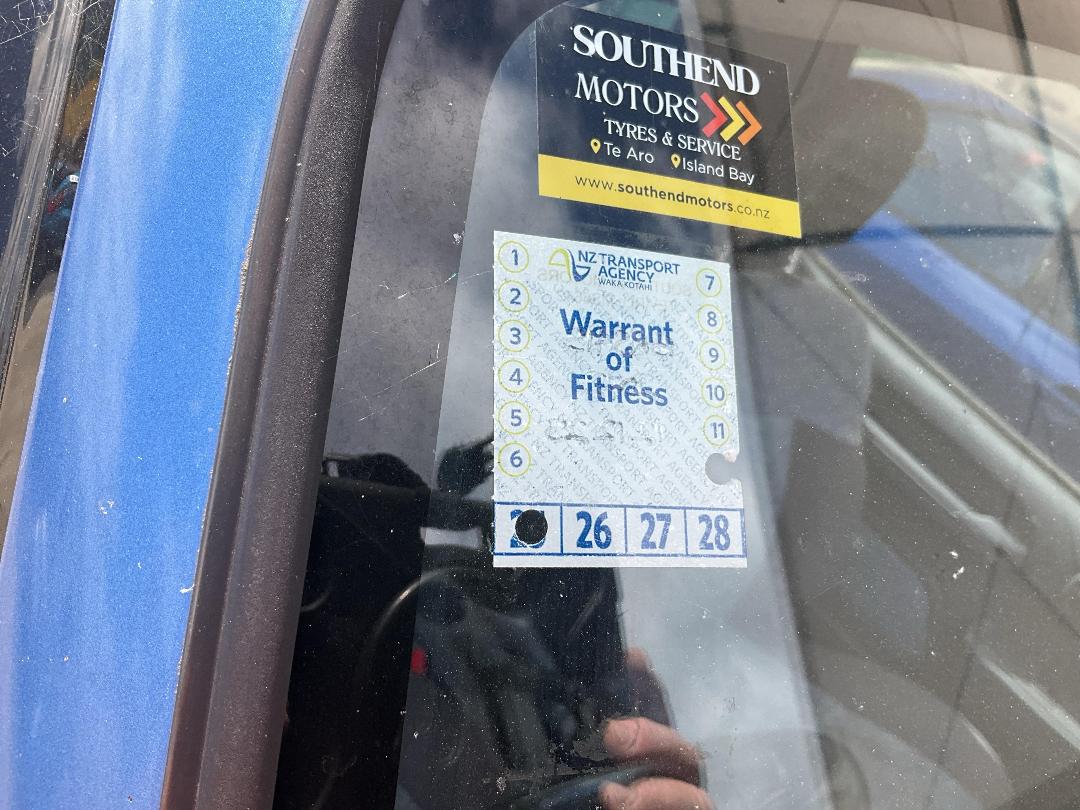 SOUTHEND
MOTORS
TYRES & SERVICE
Te Aro Island Bay
www.southendmotors.co.nz
NZ TRANSPORT
AGENCY
WAKA KOTAHI
Warrant
of
Fitness
1
2
3
4
5
6
7
8
9
10
11
26 27 28